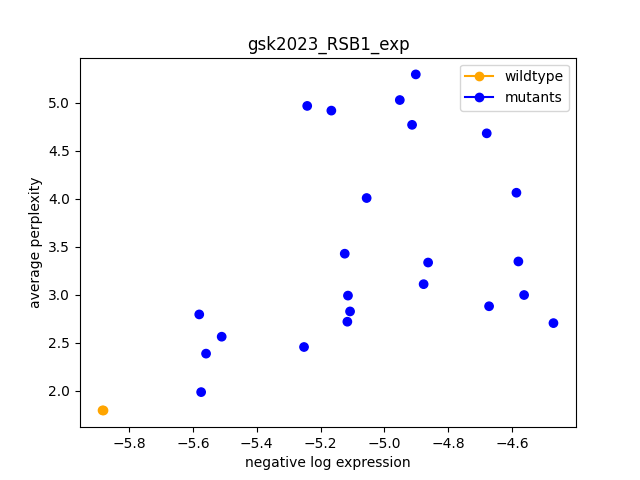 gsk2023_RSB1_exp
wildtype
mutants
5.0
4.5
4.0
3.5
3.0
2.5
2.0
average perplexity
−5.8
−5.6
−5.4
−5.2
−5.0
−4.8
−4.6
negative log expression